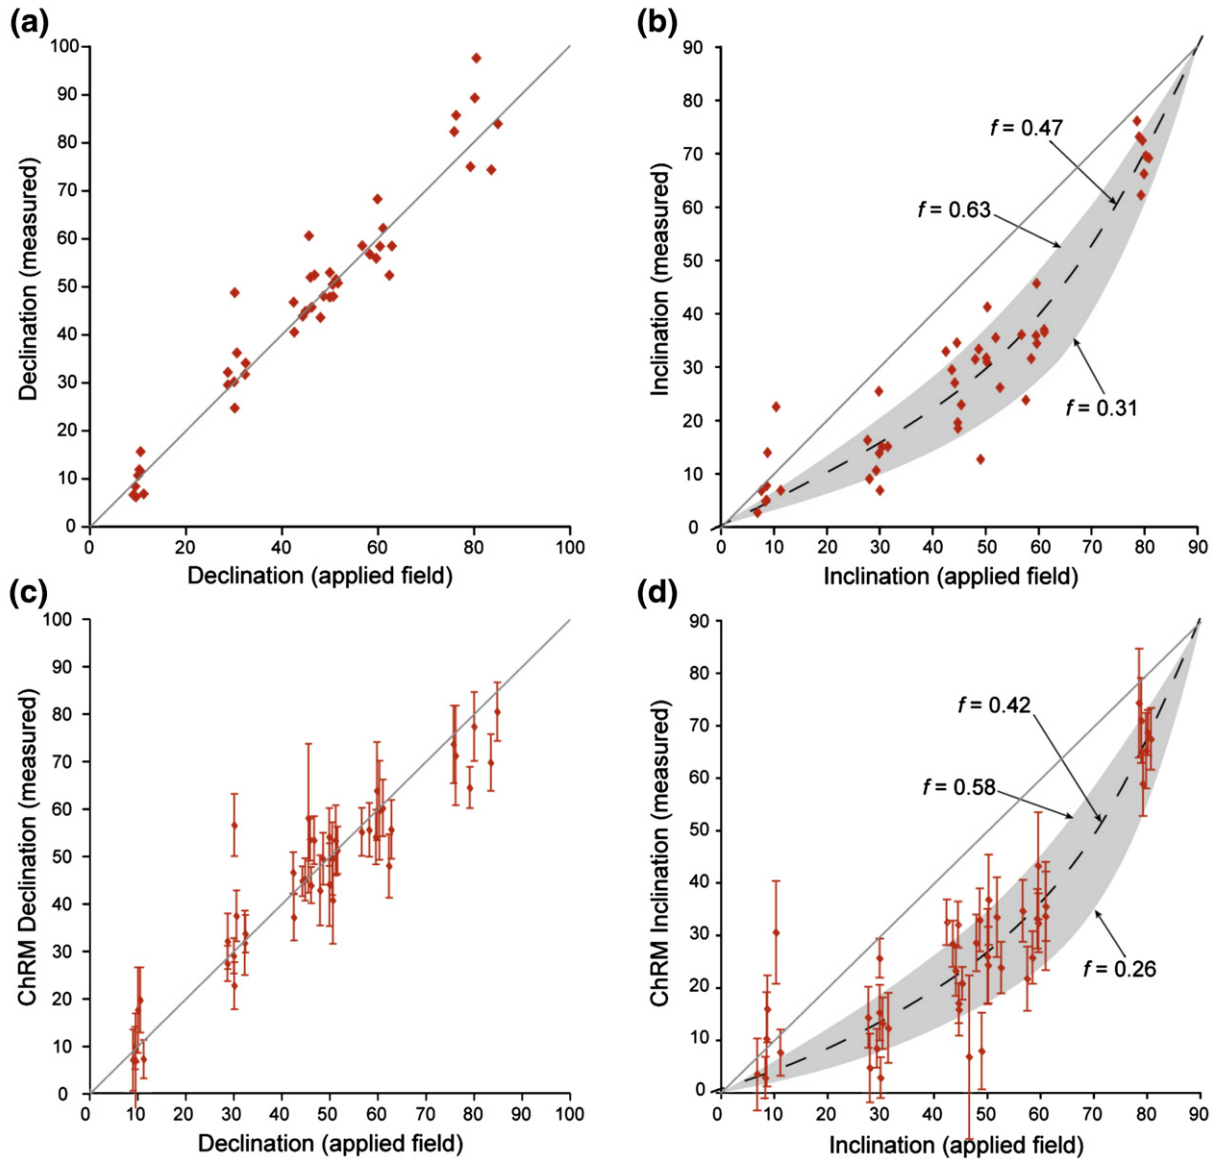 (a)
100
90
80
70
60
50
40
30
20
10
0
Declination (measured)
0 20 40 60 80 100
Declination (applied field)
(b)
90
80
70
60
50
40
30
20
10
0
Inclination (measured)
f = 0.47
f = 0.63
f = 0.31
0 10 20 30 40 50 60 70 80 90
Inclination (applied field)
(c)
100
90
80
70
60
50
40
30
20
10
0
ChRM Declination (measured)
0 10 20 30 40 50 60 70 80 90 100
Declination (applied field)
(d)
90
80
70
60
50
40
30
20
10
0
ChRM Inclination (measured)
f = 0.42
f = 0.58
f = 0.26
0 10 20 30 40 50 60 70 80 90
Inclination (applied field)